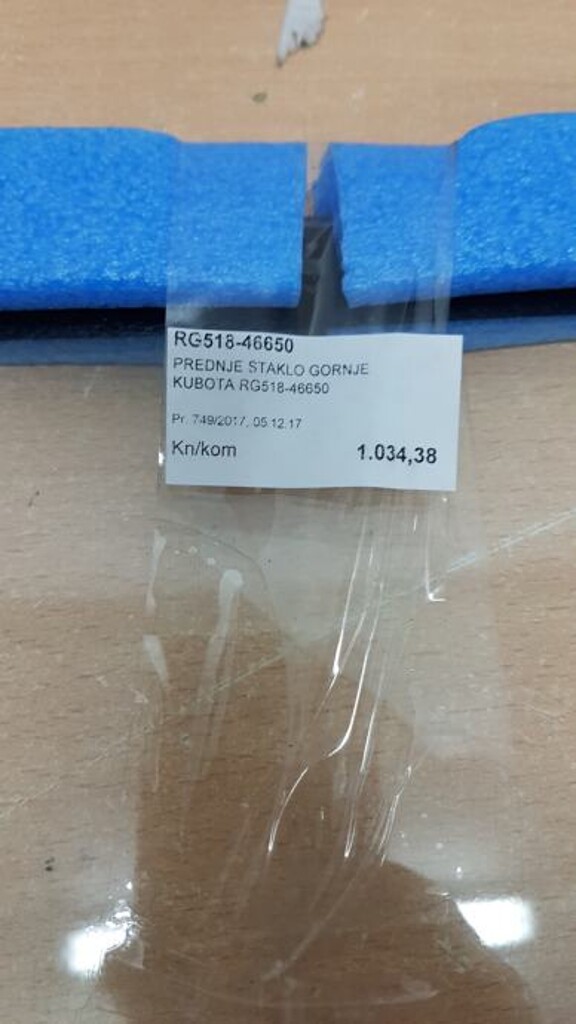 RG518-46650
PREDNJE STAKLO GORNJE
KUBOTA RG518-46650
Pr. 749/2017, 05.12.17
Kn/kom 1.034,38